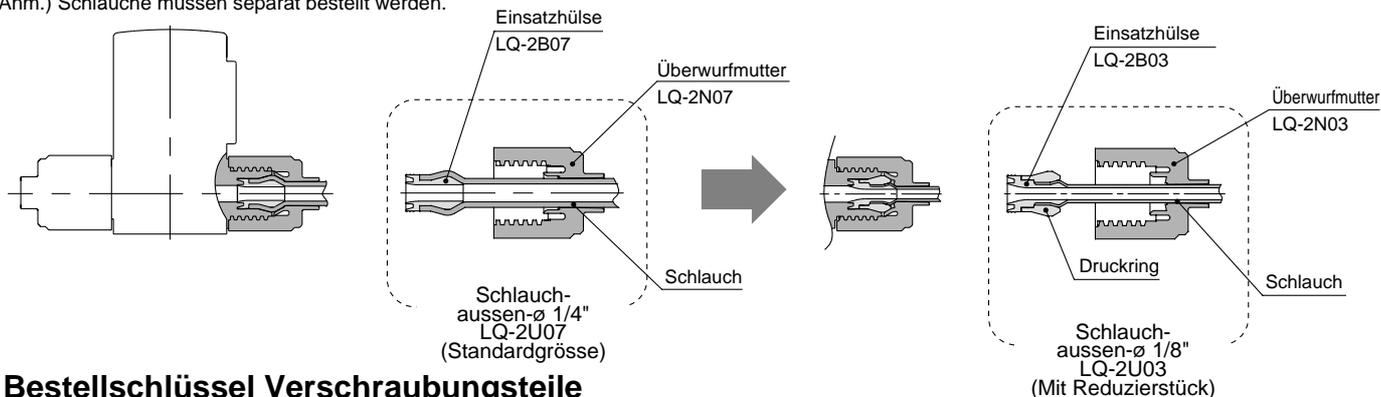 Anm.) Schläuche müssen separat bestellt werden.
Einsatzhülse
LQ-2B07
Überwurfmutter
LQ-2N07
Schlauch
Schlauch-
aussen-ø 1/4"
LQ-2U07
(Standardgrösse)
Einsatzhülse
LQ-2B03
Überwurfmutter
LQ-2N03
Druckring
Schlauch
Schlauch-
aussen-ø 1/8"
LQ-2U03
(Mit Reduzierstück)
Bestellschlüssel Verschraubungsteile